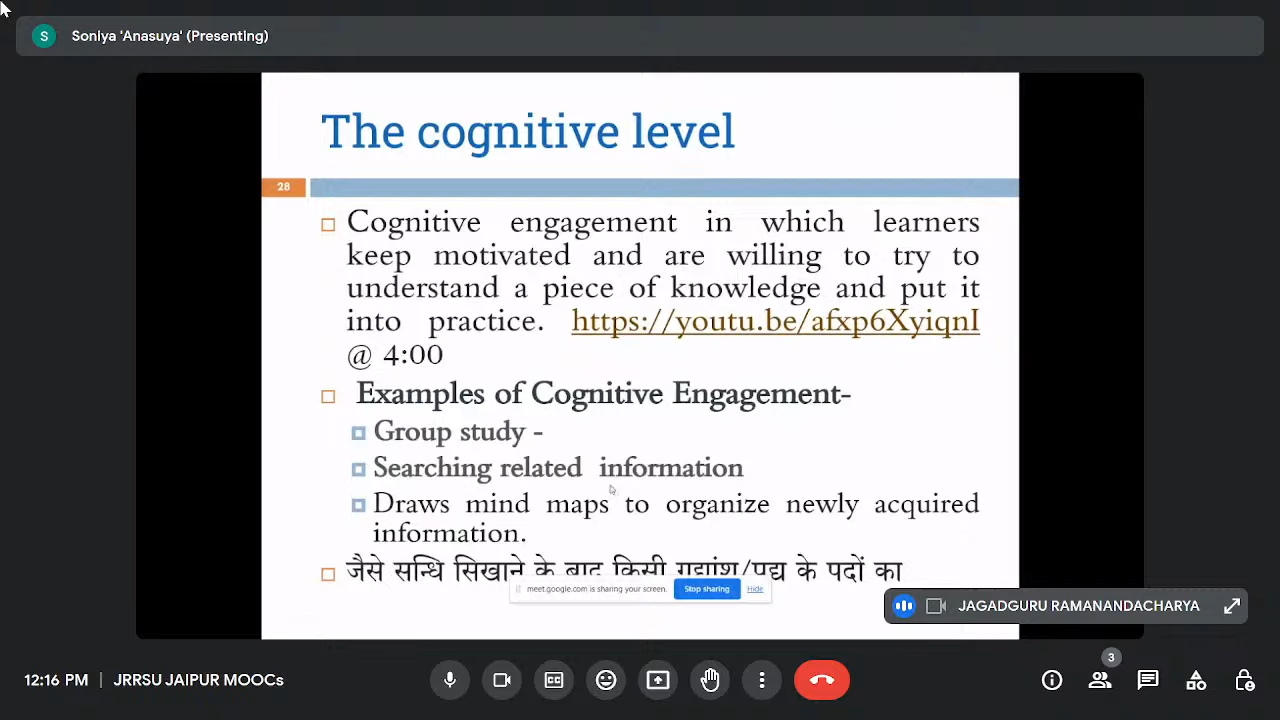 S Soniya 'Anasuya' (Presenting)
The cognitive level
28
Cognitive engagement in which learners
keep motivated and are willing to try to
understand a piece of knowledge and put it
into practice. https://youtu.be/afxp6XyiqnI
@ 4:00
Examples of Cognitive Engagement-
Group study -
Searching related information
Draws mind maps to organize newly acquired
information.
जैसे सन्धि सिखाने के बाद किसी गद्यांश/पद्य के पदों का
meet.google.com is sharing your screen. Stop sharing Hide
JAGADGURU RAMANANDACHARYA
3
12:16 PM | JRRSU JAIPUR MOOCs